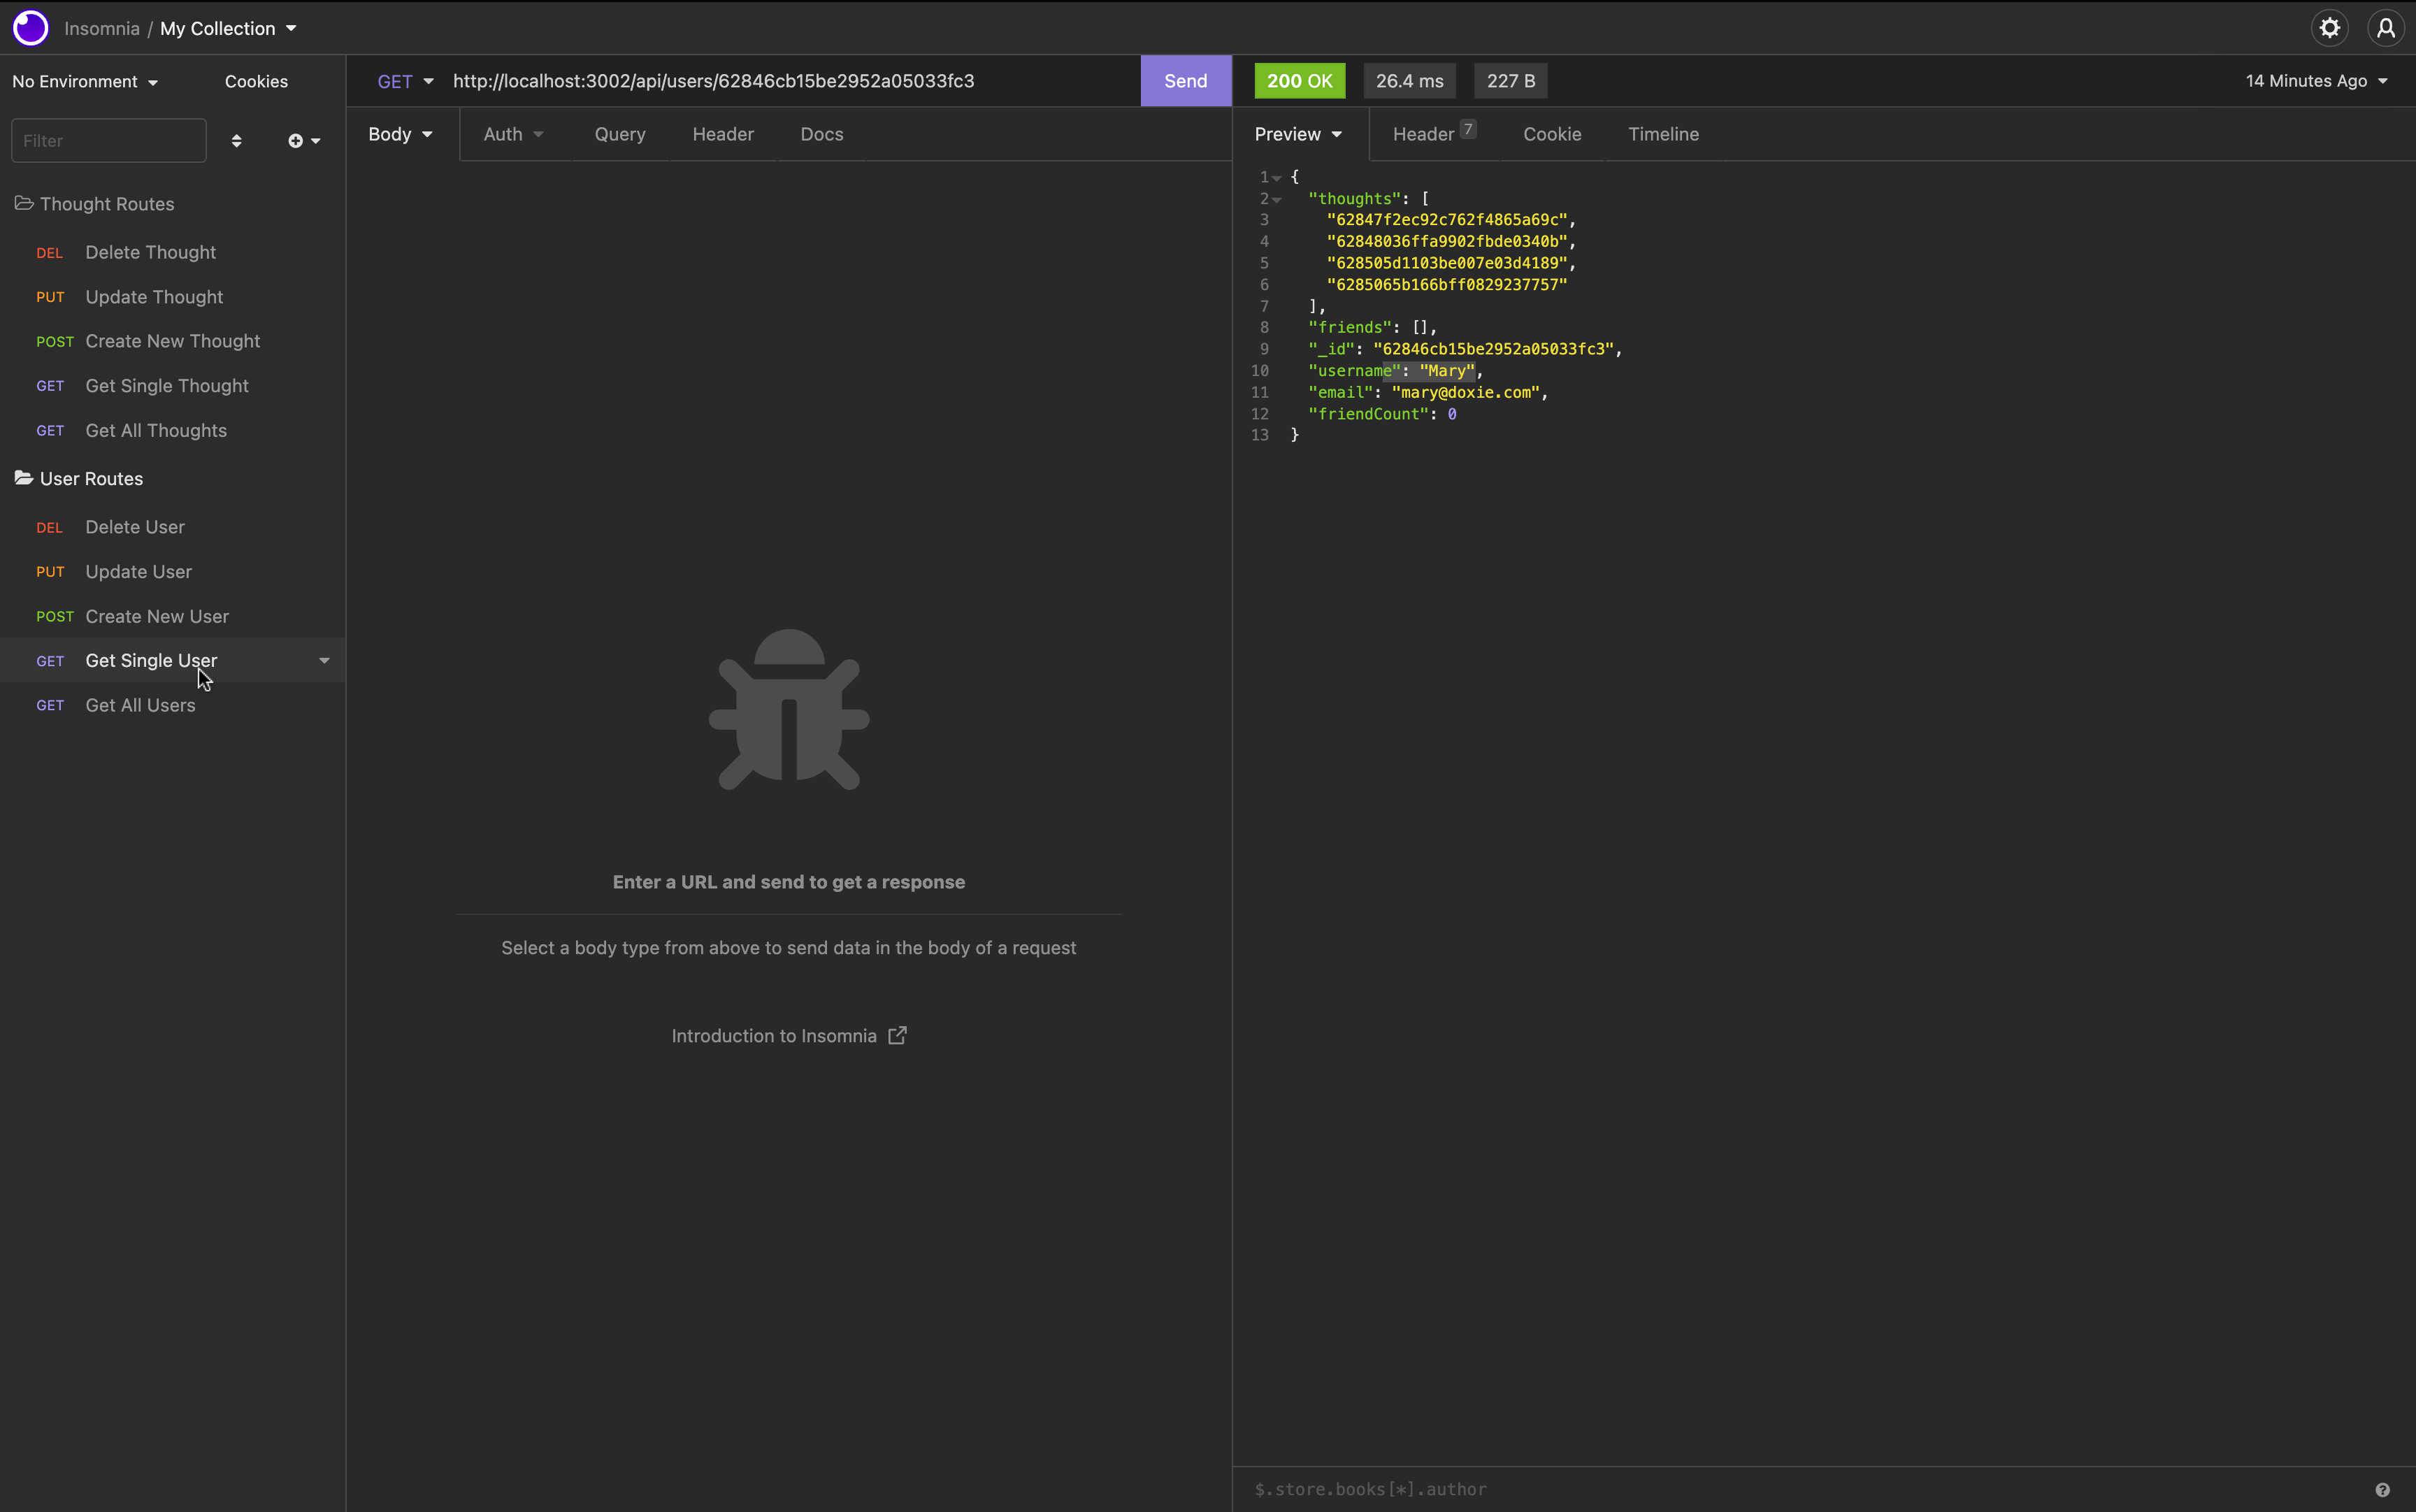 Insomnia / My Collection
No Environment Cookies
GET http://localhost:3002/api/users/62846cb15be2952a05033fc3 Send
200 OK 26.4 ms 227 B 14 Minutes Ago
Filter
Body Auth Query Header Docs
Preview Header 7 Cookie Timeline
Thought Routes
DEL Delete Thought
PUT Update Thought
POST Create New Thought
GET Get Single Thought
GET Get All Thoughts
User Routes
DEL Delete User
PUT Update User
POST Create New User
GET Get Single User
GET Get All Users
Enter a URL and send to get a response
Select a body type from above to send data in the body of a request
Introduction to Insomnia
1 {
2 "thoughts": [
3 "62847f2ec92c762f4865a69c",
4 "62848036ffa9902fbde0340b",
5 "628505d1103be007e03d4189",
6 "6285065b166bff0829237757"
7 ],
8 "friends": [],
9 "_id": "62846cb15be2952a05033fc3",
10 "username": "Mary",
11 "email": "mary@doxie.com",
12 "friendCount": 0
13 }
$.store.books[*].author
?